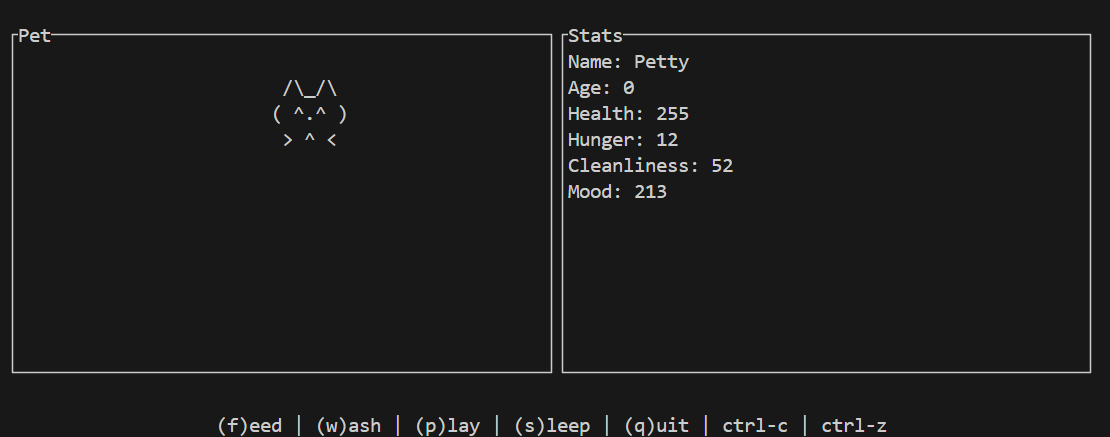 Pet
/\_/\
( ^.^ )
> ^ <
Stats
Name: Petty
Age: 0
Health: 255
Hunger: 12
Cleanliness: 52
Mood: 213
(f)eed | (w)ash | (p)lay | (s)leep | (q)uit | ctrl-c | ctrl-z